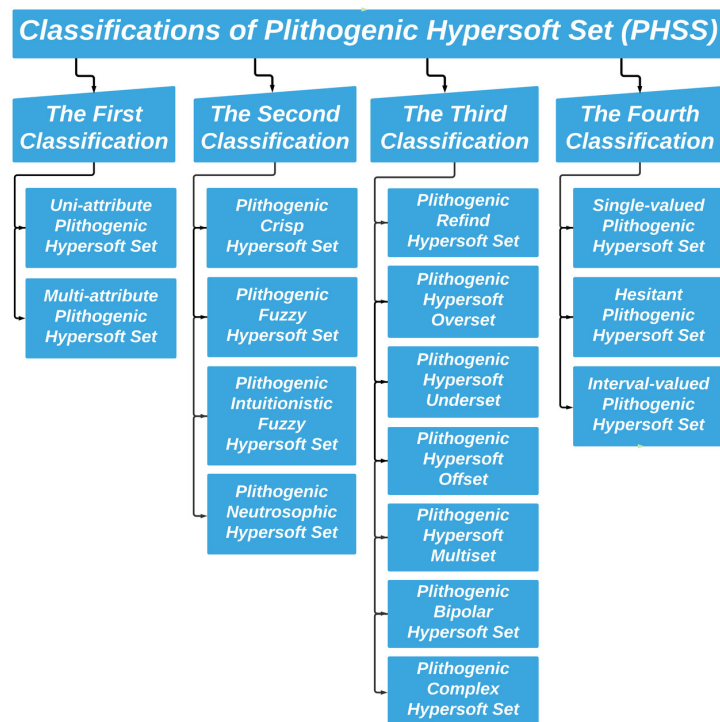 Classifications of Plithogenic Hypersoft Set (PHSS)
The First
Classification
Uni-attribute
Plithogenic
Hypersoft Set
Multi-attribute
Plithogenic
Hypersoft Set
The Second
Classification
Plithogenic
Crisp
Hypersoft Set
Plithogenic
Fuzzy
Hypersoft Set
Plithogenic
Intuitionistic
Fuzzy
Hypersoft Set
Plithogenic
Neutrosophic
Hypersoft Set
The Third
Classification
Plithogenic
Refind
Hypersoft Set
Plithogenic
Hypersoft
Overset
Plithogenic
Hypersoft
Underset
Plithogenic
Hypersoft
Offset
Plithogenic
Hypersoft
Multiset
Plithogenic
Bipolar
Hypersoft Set
Plithogenic
Complex
Hypersoft Set
The Fourth
Classification
Single-valued
Plithogenic
Hypersoft Set
Hesitant
Plithogenic
Hypersoft Set
Interval-valued
Plithogenic
Hypersoft Set